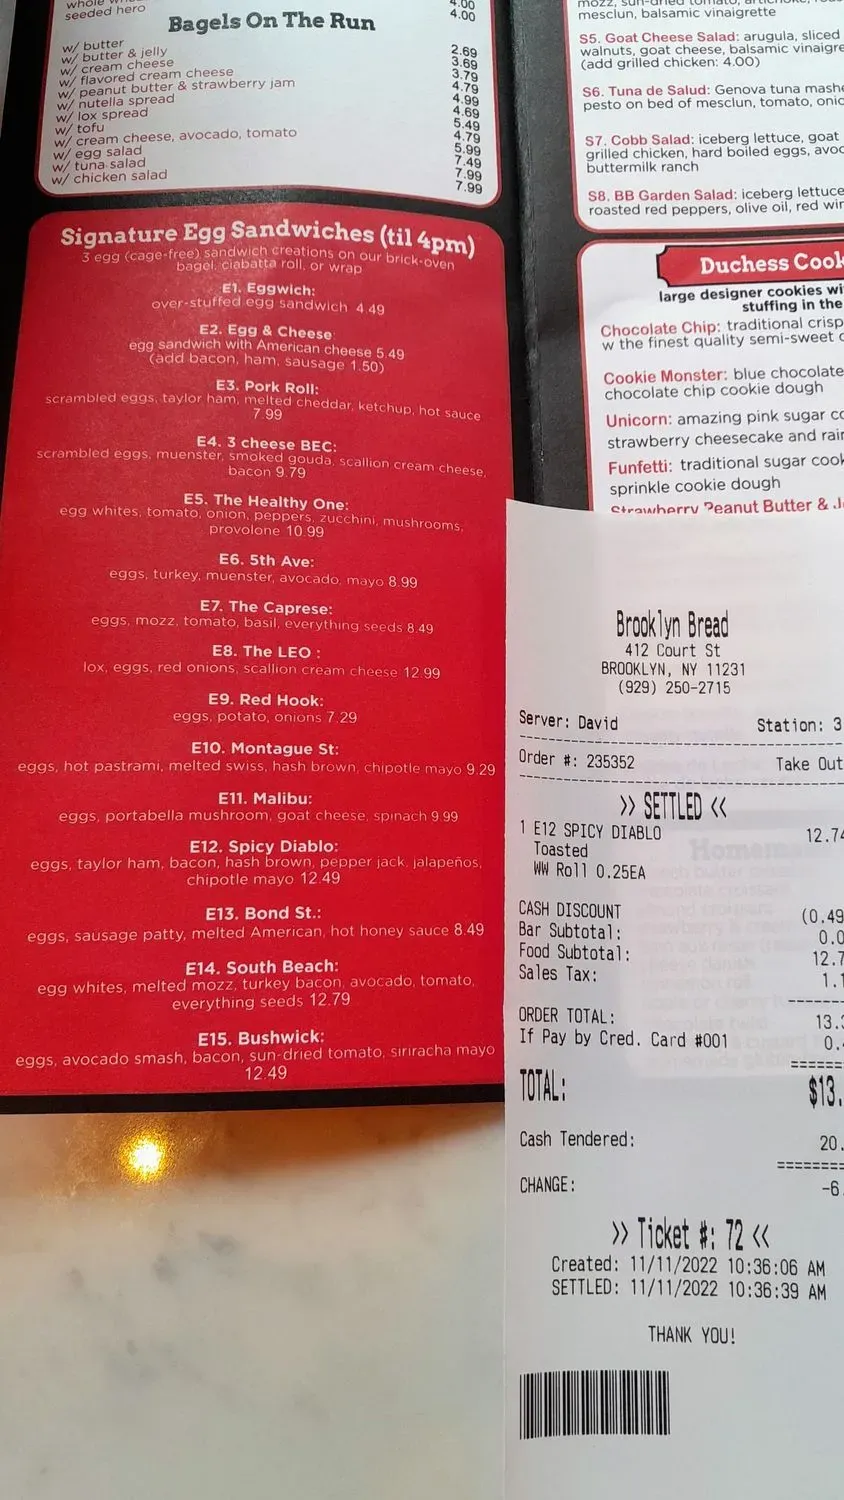 seeded hero
4.00
4.00
Bagels On The Run
w/ butter 2.69
w/ butter & jelly 3.69
w/ cream cheese 3.79
w/ flavored cream cheese 4.79
w/ peanut butter & strawberry jam 4.99
w/ nutella spread 4.69
w/ lox spread 5.49
w/ tofu 4.79
w/ cream cheese, avocado, tomato 5.99
w/ egg salad 7.49
w/ tuna salad 7.99
w/ chicken salad 7.99
Signature Egg Sandwiches (til 4pm)
3 egg (cage-free) sandwich creations on our brick-oven
bagel, ciabatta roll, or wrap
E1. Eggwich:
over-stuffed egg sandwich 4.49
E2. Egg & Cheese:
egg sandwich with American cheese 5.49
(add bacon, ham, sausage 1.50)
E3. Pork Roll:
scrambled eggs, taylor ham, melted cheddar, ketchup, hot sauce
7.99
E4. 3 cheese BEC:
scrambled eggs, muenster, smoked gouda, scallion cream cheese,
bacon 9.79
E5. The Healthy One:
egg whites, tomato, onion, peppers, zucchini, mushrooms,
provolone 10.99
E6. 5th Ave:
eggs, turkey, muenster, avocado, mayo 8.99
E7. The Caprese:
eggs, mozz, tomato, basil, everything seeds 8.49
E8. The LEO :
lox, eggs, red onions, scallion cream cheese 12.99
E9. Red Hook:
eggs, potato, onions 7.29
E10. Montague St:
eggs, hot pastrami, melted swiss, hash brown, chipotle mayo 9.29
E11. Malibu:
eggs, portabella mushroom, goat cheese, spinach 9.99
E12. Spicy Diablo:
eggs, taylor ham, bacon, hash brown, pepper jack, jalapeños,
chipotle mayo 12.49
E13. Bond St.:
eggs, sausage patty, melted American, hot honey sauce 8.49
E14. South Beach:
egg whites, melted mozz, turkey bacon, avocado, tomato,
everything seeds 12.79
E15. Bushwick:
eggs, avocado smash, bacon, sun-dried tomato, siriracha mayo
12.49
mesclun, balsamic vinaigrette
S5. Goat Cheese Salad: arugula, sliced
walnuts, goat cheese, balsamic
(add grilled chicken: 4.00)
S6. Tuna de Salud: Genova tuna
pesto on bed of mesclun, tomato,
S7. Cobb Salad: iceberg lettuce, goat
grilled chicken, hard boiled eggs,
buttermilk ranch
S8. BB Garden Salad: iceberg
roasted red peppers, olive oil, red
Duchess
large designer cookies
stuffing in the
Chocolate Chip: traditional
w the finest quality semi-sweet
Cookie Monster: blue chocolate
chocolate chip cookie dough
Unicorn: amazing pink sugar
strawberry cheesecake and
Funfetti: traditional sugar
sprinkle cookie dough
Strawberry Peanut Butter &
Brooklyn Bread
412 Court St
BROOKLYN, NY 11231
(929) 250-2715
Server: David Station: 3
Order #: 235352 Take Out
>> SETTLED <<
1 E12 SPICY DIABLO 12.74
Toasted
WW Roll 0.25EA
CASH DISCOUNT (0.49
Bar Subtotal: 0.0
Food Subtotal: 12.7
Sales Tax: 1.1
ORDER TOTAL: 13.3
If Pay by Cred. Card #001 0.4
TOTAL: $13.
Cash Tendered: 20.
CHANGE: -6.
>> Ticket #: 72 <<
Created: 11/11/2022 10:36:06 AM
SETTLED: 11/11/2022 10:36:39 AM
THANK YOU!